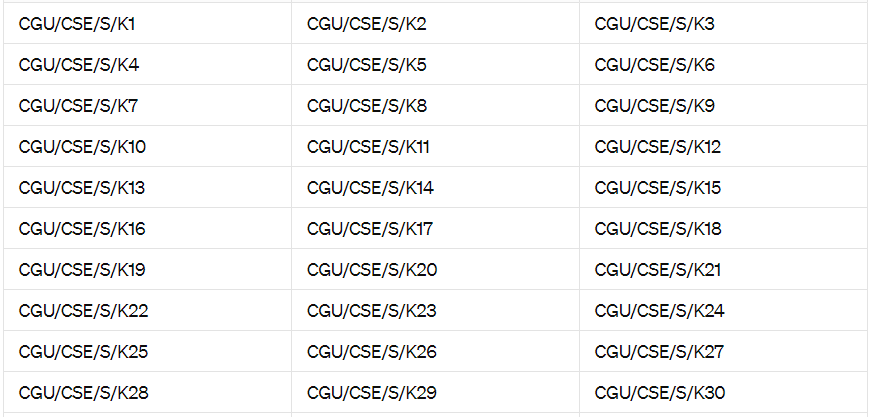 CGU/CSE/S/K1 CGU/CSE/S/K2 CGU/CSE/S/K3
CGU/CSE/S/K4 CGU/CSE/S/K5 CGU/CSE/S/K6
CGU/CSE/S/K7 CGU/CSE/S/K8 CGU/CSE/S/K9
CGU/CSE/S/K10 CGU/CSE/S/K11 CGU/CSE/S/K12
CGU/CSE/S/K13 CGU/CSE/S/K14 CGU/CSE/S/K15
CGU/CSE/S/K16 CGU/CSE/S/K17 CGU/CSE/S/K18
CGU/CSE/S/K19 CGU/CSE/S/K20 CGU/CSE/S/K21
CGU/CSE/S/K22 CGU/CSE/S/K23 CGU/CSE/S/K24
CGU/CSE/S/K25 CGU/CSE/S/K26 CGU/CSE/S/K27
CGU/CSE/S/K28 CGU/CSE/S/K29 CGU/CSE/S/K30